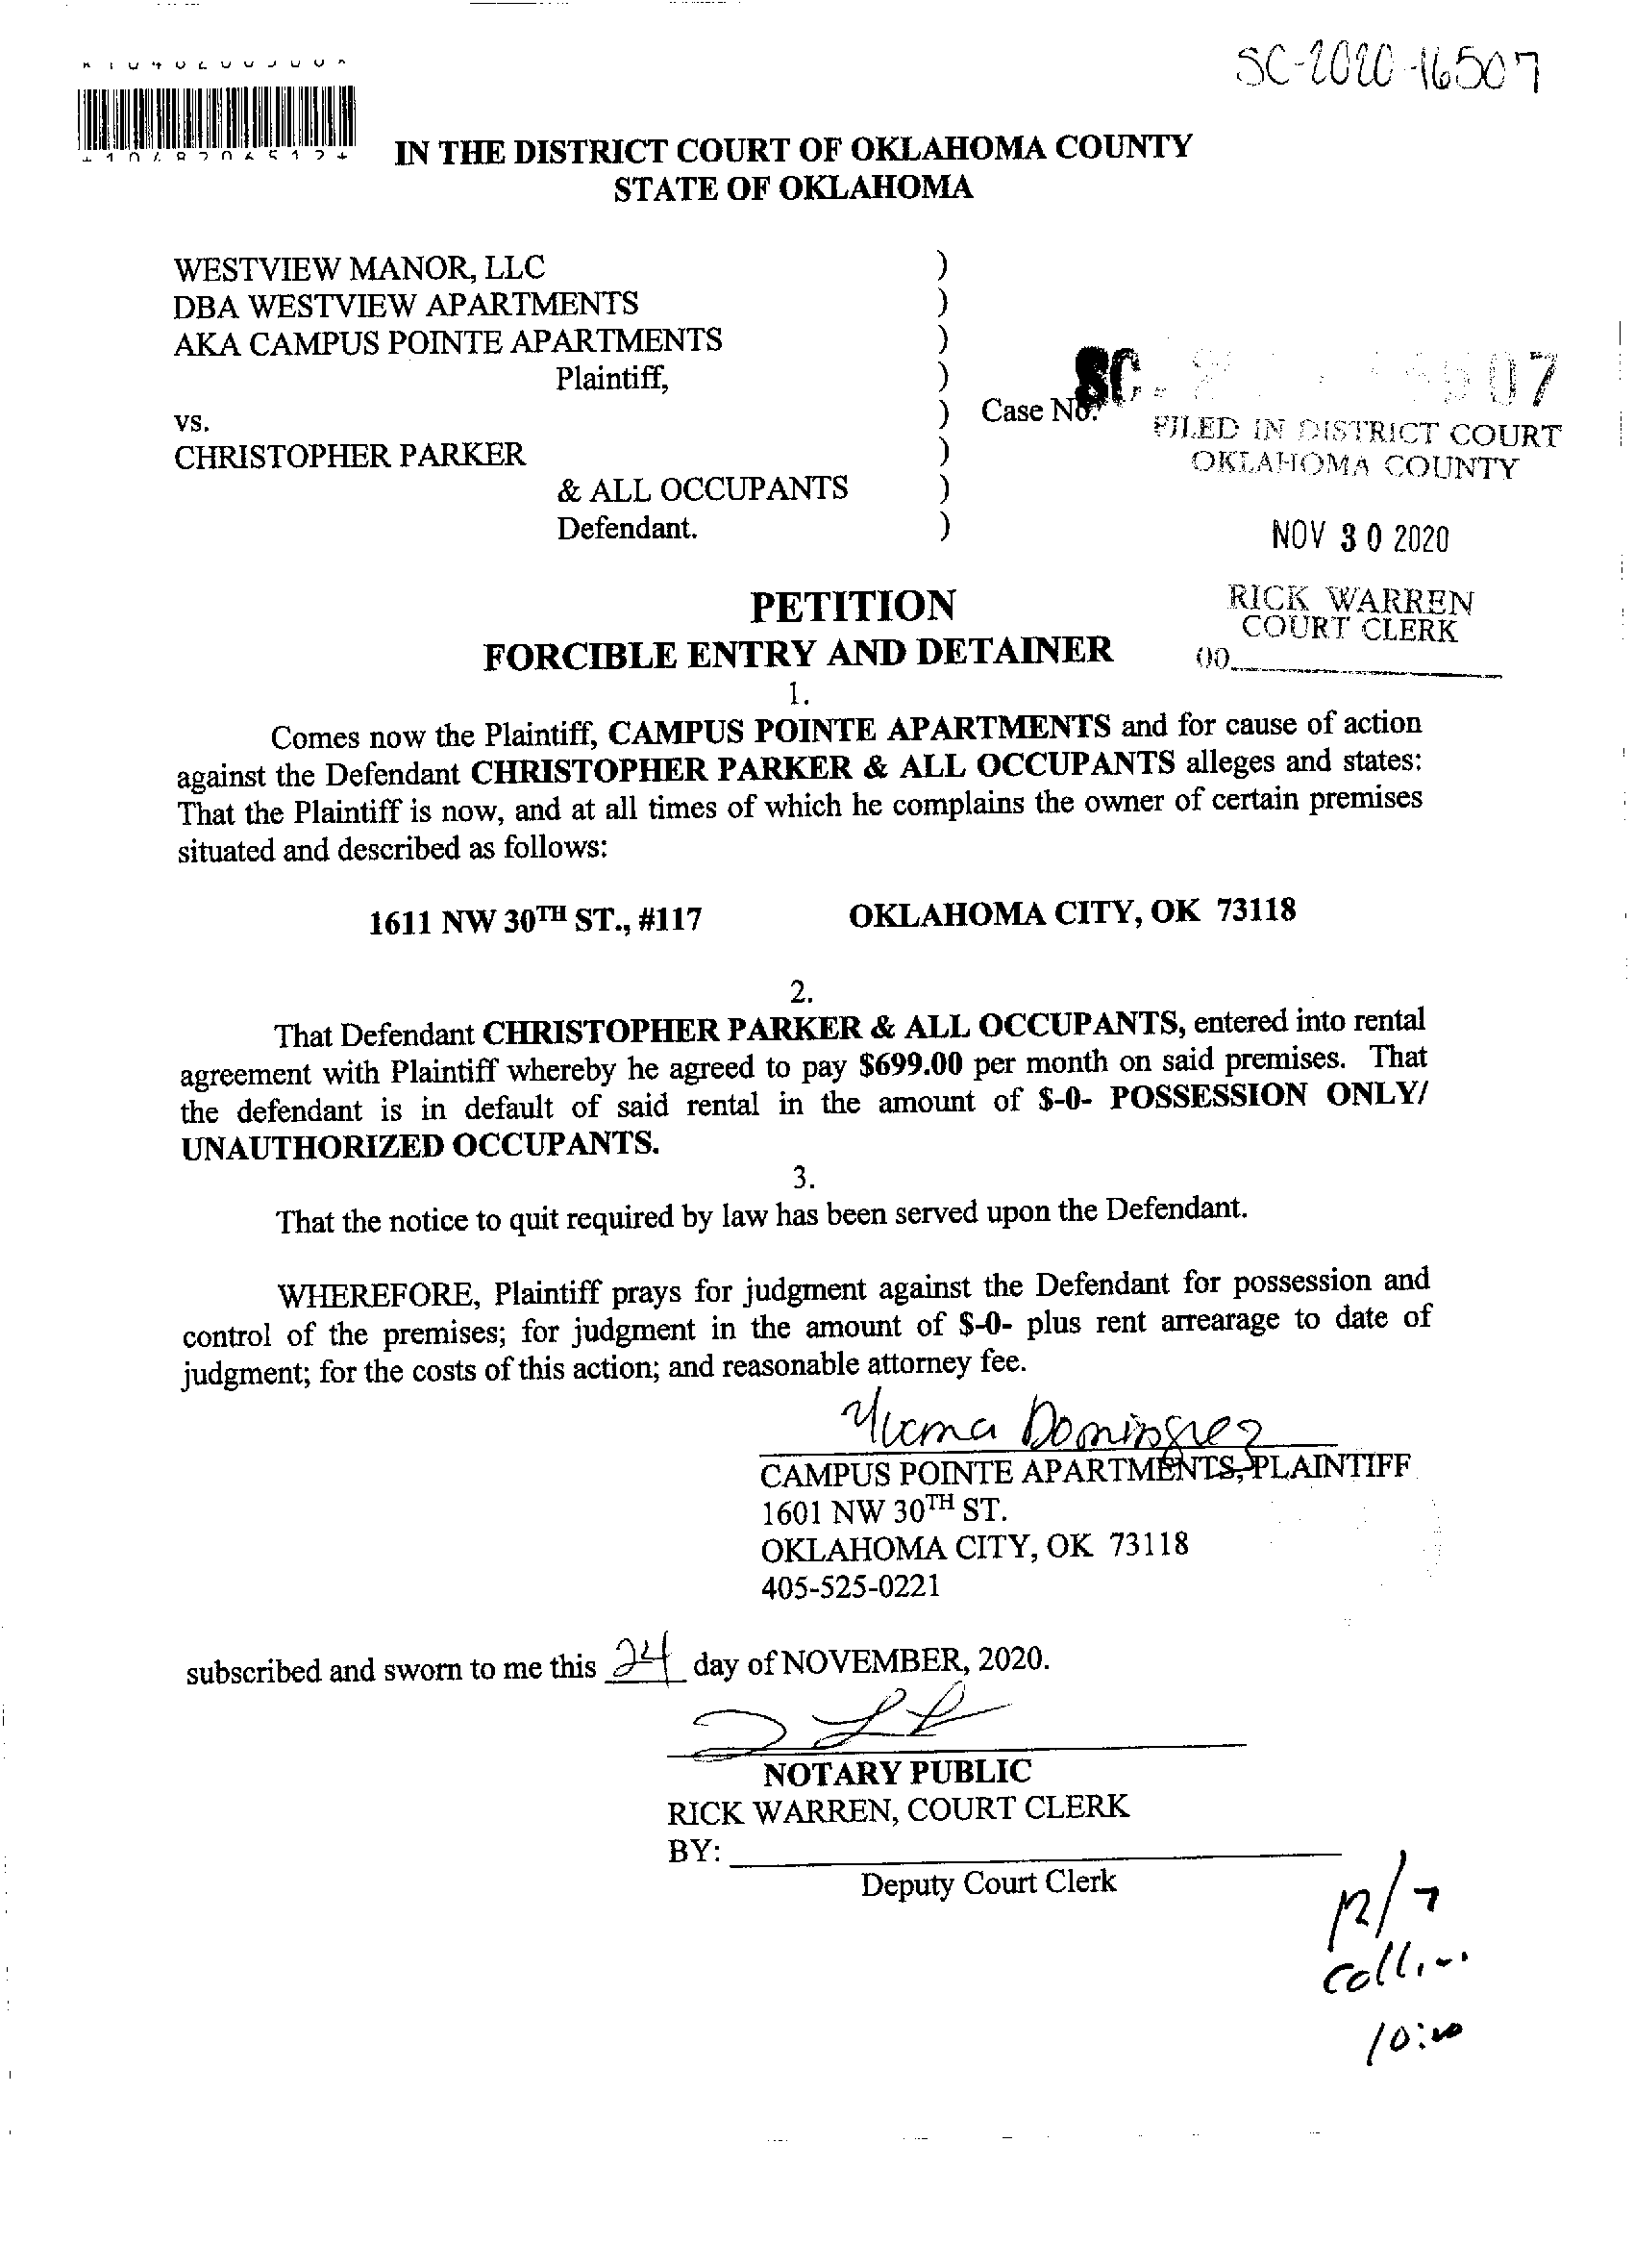 SC-2020-16507
IN THE DISTRICT COURT OF OKLAHOMA COUNTY
STATE OF OKLAHOMA
WESTVIEW MANOR, LLC )
DBA WESTVIEW APARTMENTS )
AKA CAMPUS POINTE APARTMENTS )
Plaintiff, )
vs. ) Case No.
CHRISTOPHER PARKER )
& ALL OCCUPANTS )
Defendant. )
FILED IN DISTRICT COURT
OKLAHOMA COUNTY
NOV 30 2020
RICK WARREN
COURT CLERK
PETITION
FORCIBLE ENTRY AND DETAINER
1.
Comes now the Plaintiff, CAMPUS POINTE APARTMENTS and for cause of action
against the Defendant CHRISTOPHER PARKER & ALL OCCUPANTS alleges and states:
That the Plaintiff is now, and at all times of which he complains the owner of certain premises
situated and described as follows:
1611 NW 30TH ST., #117 OKLAHOMA CITY, OK 73118
2.
That Defendant CHRISTOPHER PARKER & ALL OCCUPANTS, entered into rental
agreement with Plaintiff whereby he agreed to pay $699.00 per month on said premises. That
the defendant is in default of said rental in the amount of $-0- POSSESSION ONLY/
UNAUTHORIZED OCCUPANTS.
3.
That the notice to quit required by law has been served upon the Defendant.
WHEREFORE, Plaintiff prays for judgment against the Defendant for possession and
control of the premises; for judgment in the amount of $-0- plus rent arrearage to date of
judgment; for the costs of this action; and reasonable attorney fee.
Dominguez
CAMPUS POINTE APARTMENTS, PLAINTIFF
1601 NW 30TH ST.
OKLAHOMA CITY, OK 73118
405-525-0221
subscribed and sworn to me this 24 day of NOVEMBER, 2020.
NOTARY PUBLIC
RICK WARREN, COURT CLERK
BY:
Deputy Court Clerk
12/7
10:00